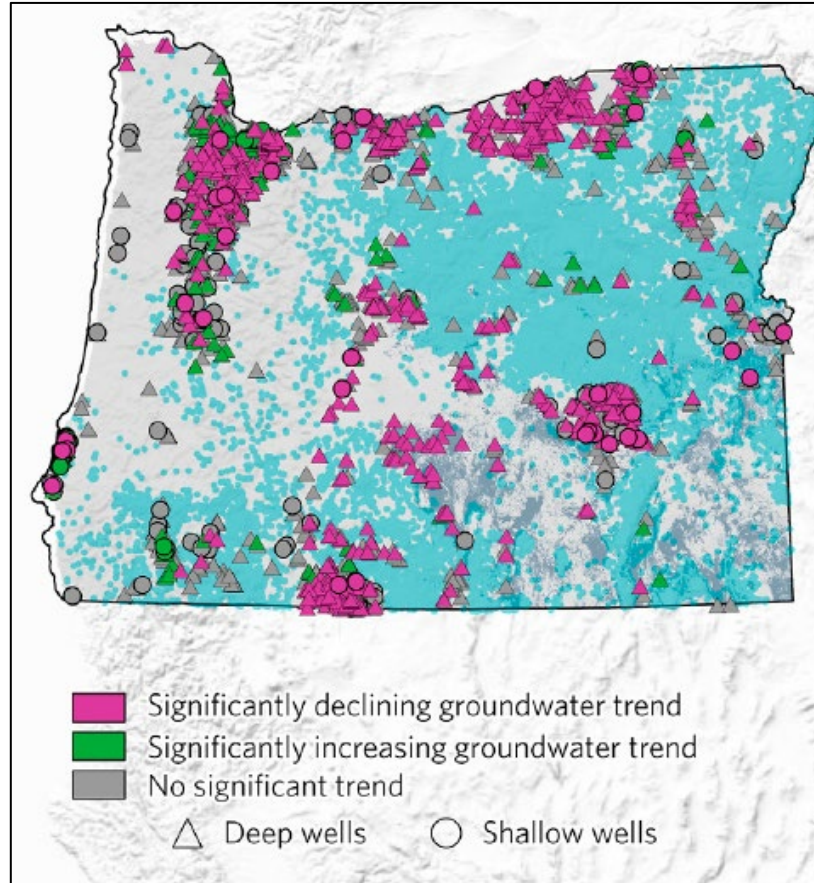 Significantly declining groundwater trend
Significantly increasing groundwater trend
No significant trend
Deep wells Shallow wells